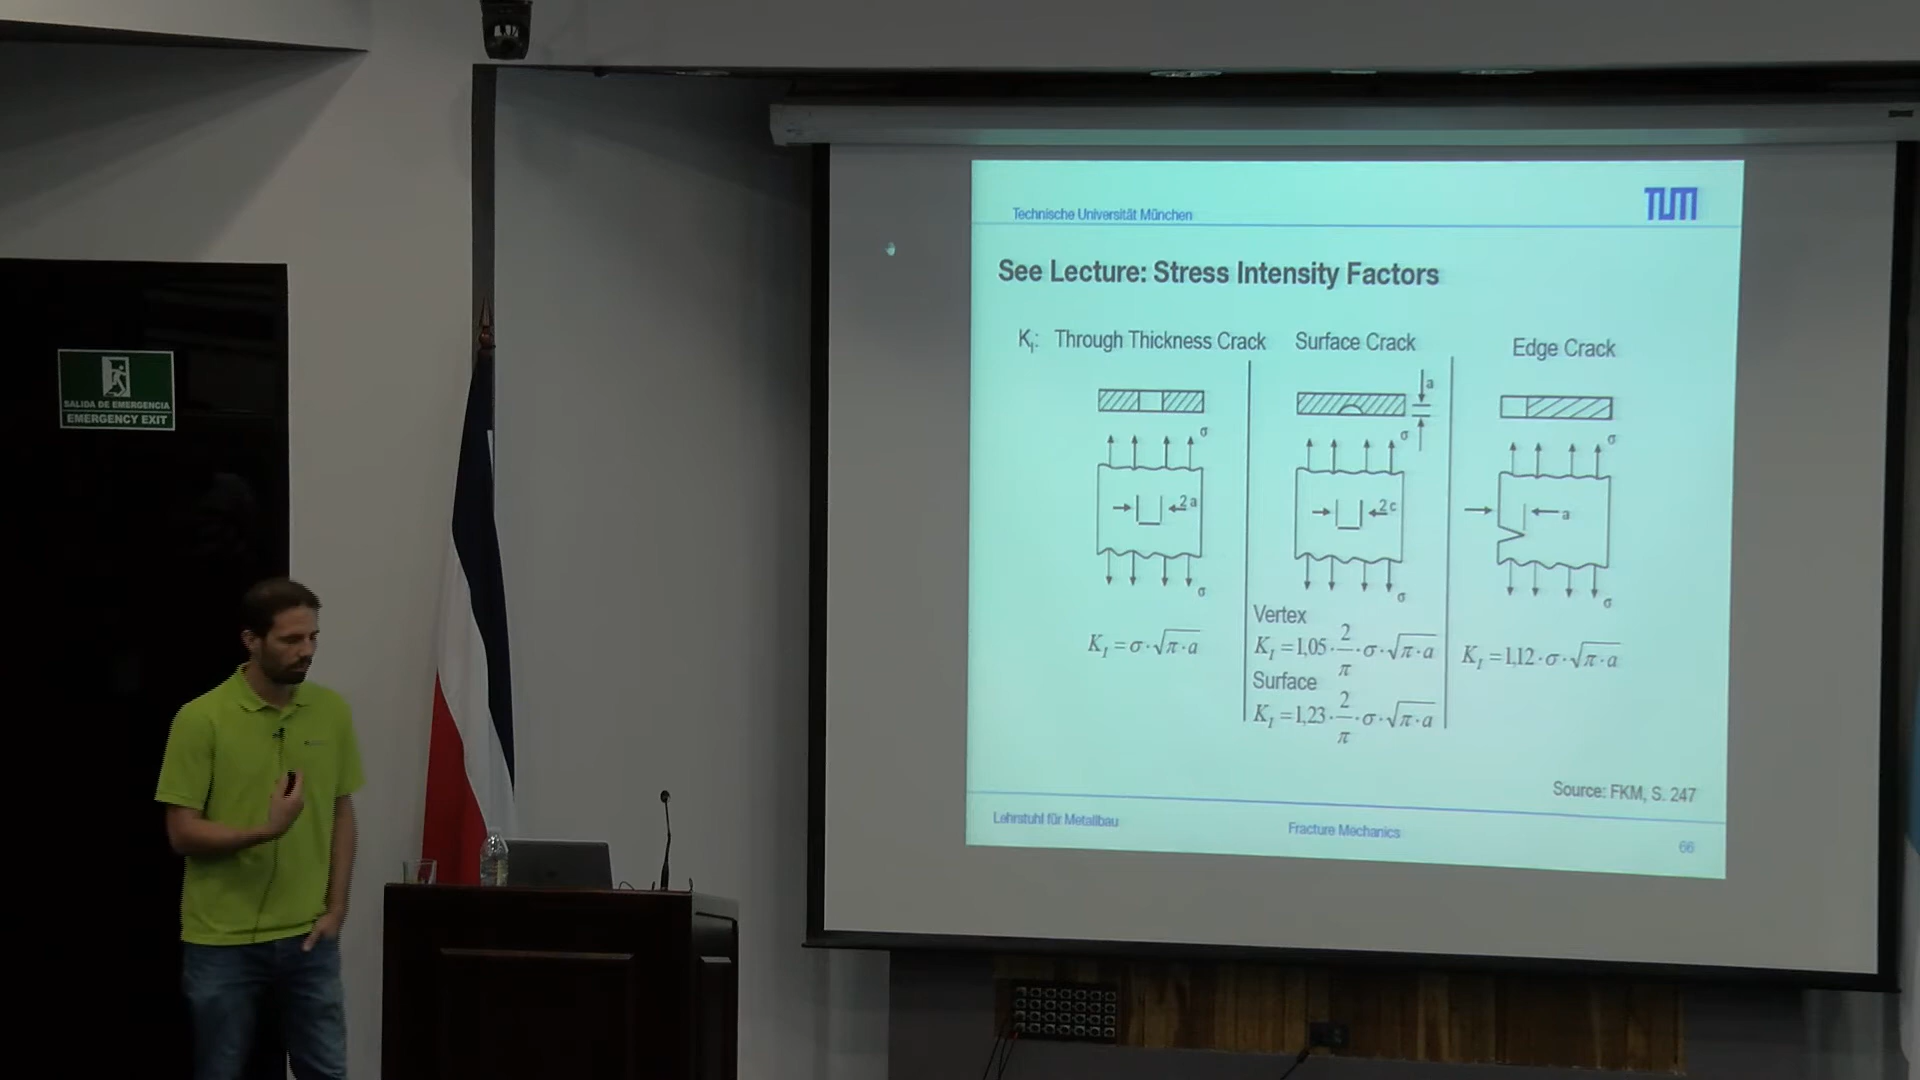 SALIDA DE EMERGENCIA
EMERGENCY EXIT
Technische Universität München
TUM
See Lecture: Stress Intensity Factors
K_I: Through Thickness Crack
Surface Crack
Edge Crack
a
σ
σ
σ
2a
2c
a
σ
σ
σ
K_I = σ · √π · a
Vertex
K_I = 1,05 · 2/π · σ · √π · a
Surface
K_I = 1,23 · 2/π · σ · √π · a
K_I = 1,12 · σ · √π · a
Source: FKM, S. 247
Lehrstuhl für Metallbau
Fracture Mechanics
66